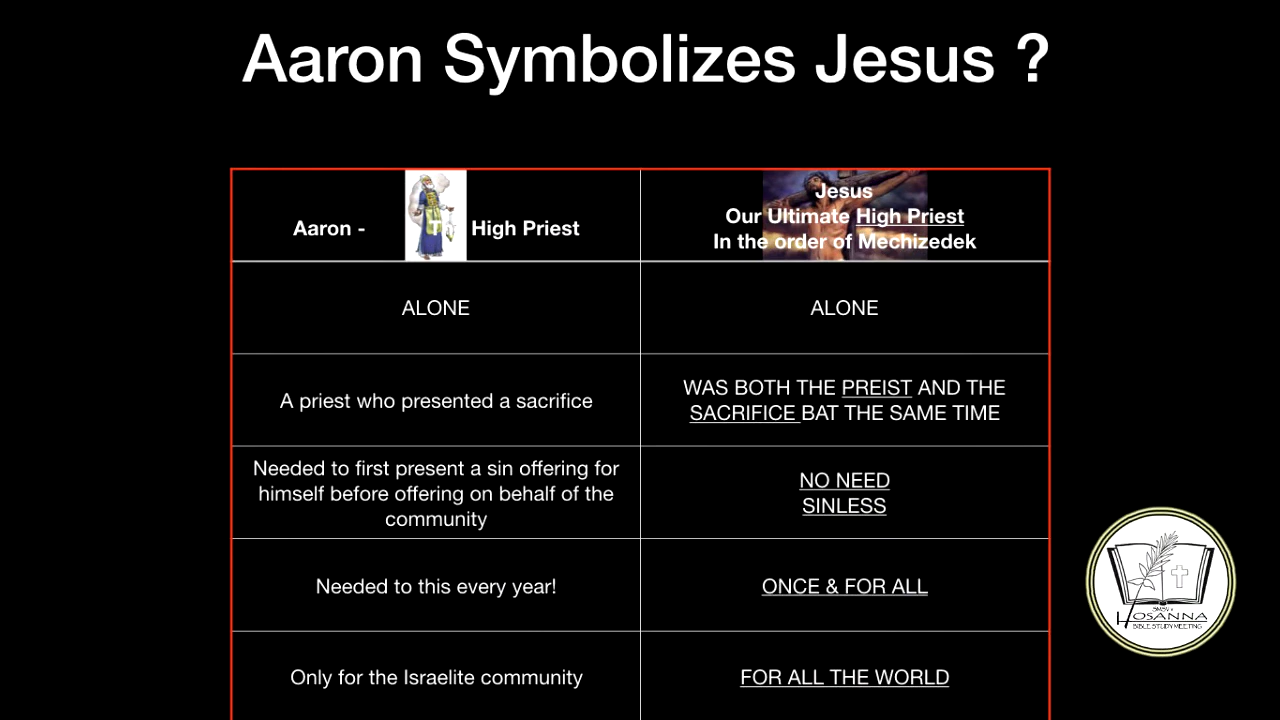 Aaron Symbolizes Jesus ?
Aaron - High Priest
Jesus
Our Ultimate High Priest
In the order of Mechizedek
ALONE
ALONE
A priest who presented a sacrifice
WAS BOTH THE PREIST AND THE
SACRIFICE BAT THE SAME TIME
Needed to first present a sin offering for
himself before offering on behalf of the
community
NO NEED
SINLESS
Needed to this every year!
ONCE & FOR ALL
Only for the Israelite community
FOR ALL THE WORLD
HOSANNA
BIBLE STUDY MEETING